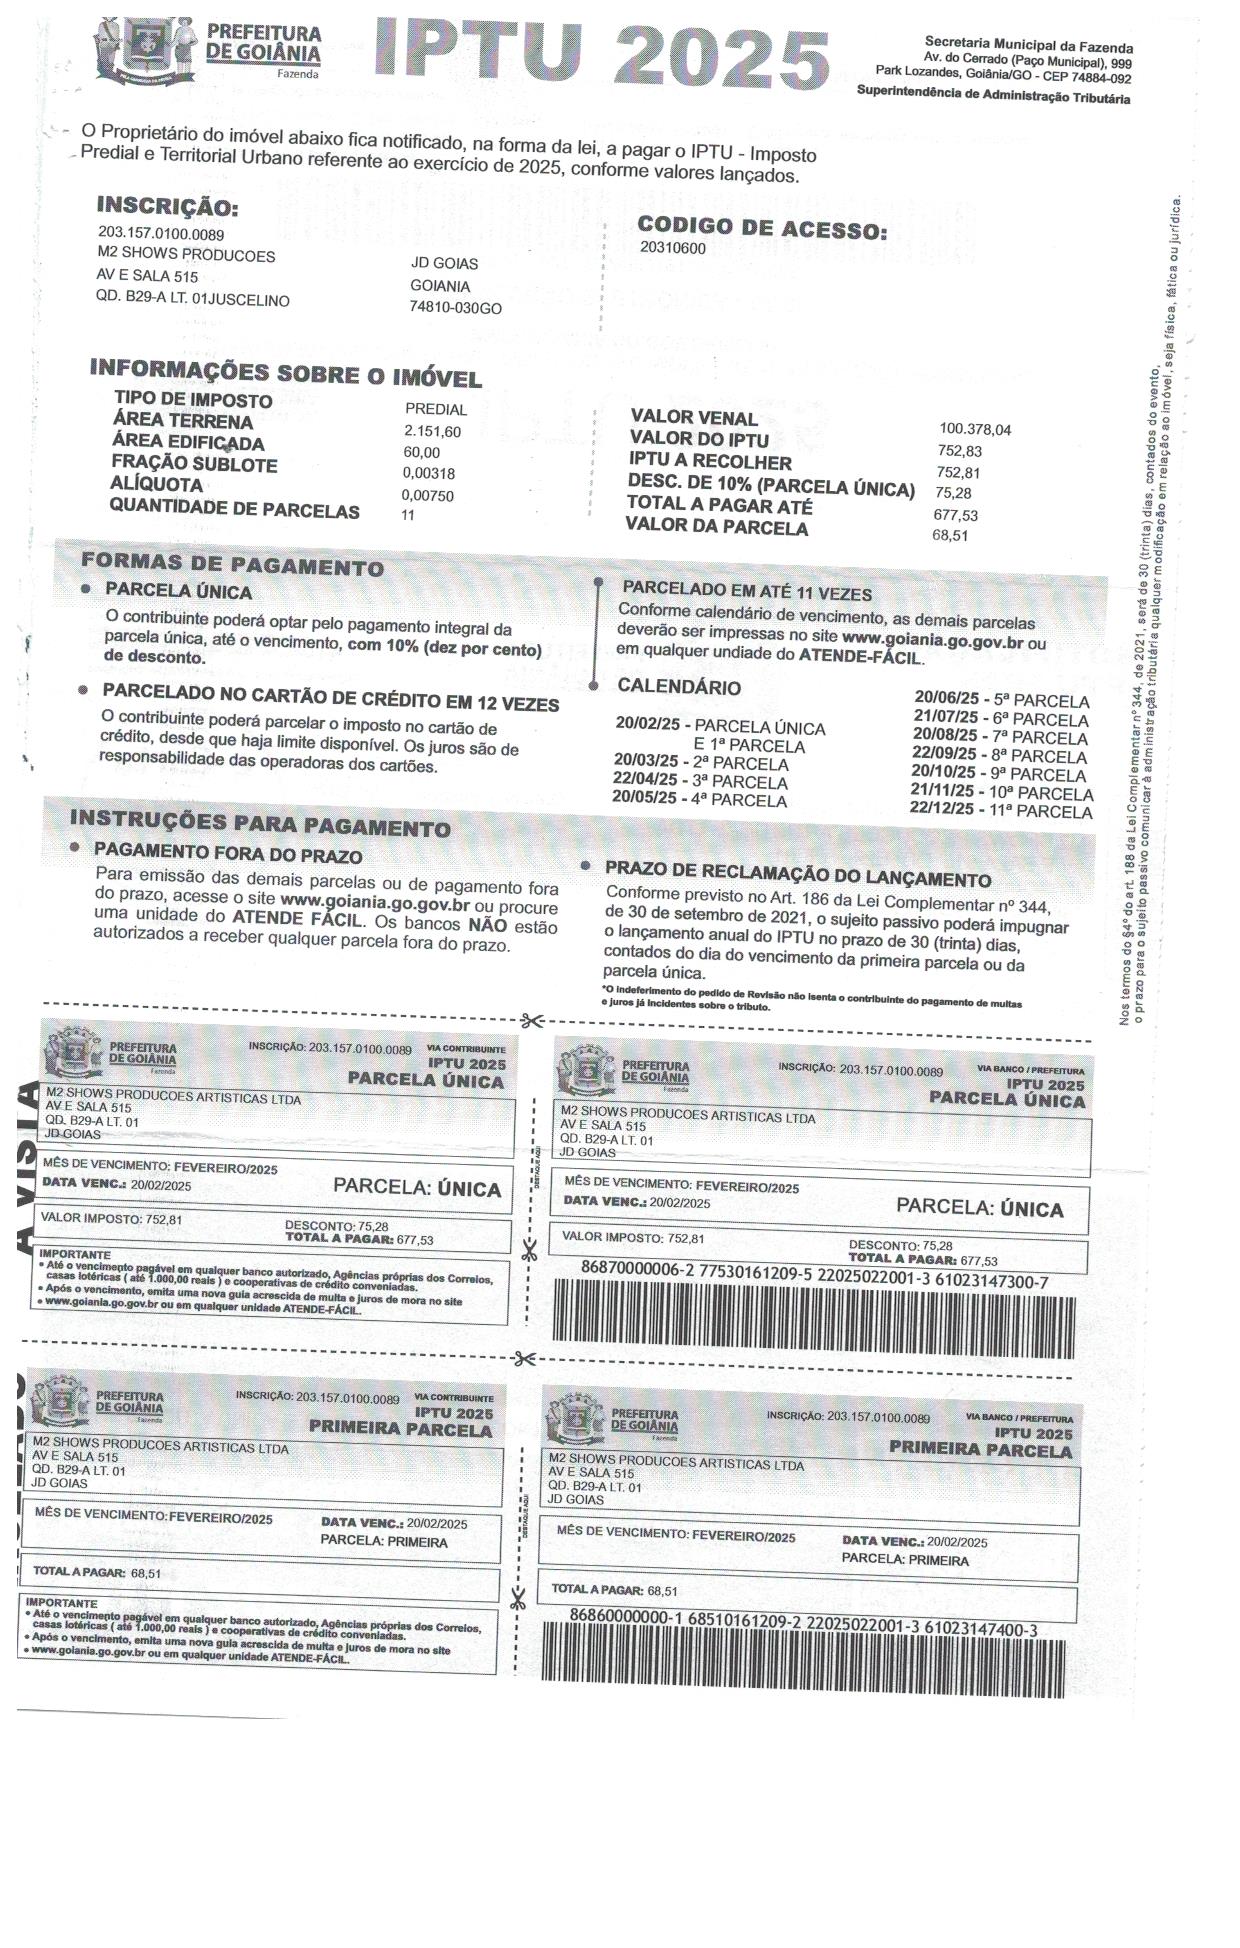 PREFEITURA
DE GOIÂNIA
Fazenda
IPTU 2025
Secretaria Municipal da Fazenda
Av. do Cerrado (Paço Municipal), 999
Park Lozandes, Goiânia/GO - CEP 74884-092
Superintendência de Administração Tributária
O Proprietário do imóvel abaixo fica notificado, na forma da lei, a pagar o IPTU - Imposto
Predial e Territorial Urbano referente ao exercício de 2025, conforme valores lançados.
INSCRIÇÃO:
203.157.0100.0089
M2 SHOWS PRODUCOES
AV E SALA 515
QD. B29-A LT. 01JUSCELINO
JD GOIAS
GOIANIA
74810-030GO
CODIGO DE ACESSO:
20310600
INFORMAÇÕES SOBRE O IMÓVEL
TIPO DE IMPOSTO PREDIAL
ÁREA TERRENA 2.151,60
ÁREA EDIFICADA 60,00
FRAÇÃO SUBLOTE 0,00318
ALÍQUOTA 0,00750
QUANTIDADE DE PARCELAS 11
VALOR VENAL 100.378,04
VALOR DO IPTU 752,83
IPTU A RECOLHER 752,81
DESC. DE 10% (PARCELA ÚNICA) 75,28
TOTAL A PAGAR ATÉ 677,53
VALOR DA PARCELA 68,51
FORMAS DE PAGAMENTO
• PARCELA ÚNICA
O contribuinte poderá optar pelo pagamento integral da
parcela única, até o vencimento, com 10% (dez por cento)
de desconto.
• PARCELADO NO CARTÃO DE CRÉDITO EM 12 VEZES
O contribuinte poderá parcelar o imposto no cartão de
crédito, desde que haja limite disponível. Os juros são de
responsabilidade das operadoras dos cartões.
PARCELADO EM ATÉ 11 VEZES
Conforme calendário de vencimento, as demais parcelas
deverão ser impressas no site www.goiania.go.gov.br ou
em qualquer undiade do ATENDE-FÁCIL.
CALENDÁRIO
20/02/25 - PARCELA ÚNICA
E 1ª PARCELA
20/03/25 - 2ª PARCELA
22/04/25 - 3ª PARCELA
20/05/25 - 4ª PARCELA
20/06/25 - 5ª PARCELA
21/07/25 - 6ª PARCELA
20/08/25 - 7ª PARCELA
22/09/25 - 8ª PARCELA
20/10/25 - 9ª PARCELA
21/11/25 - 10ª PARCELA
22/12/25 - 11ª PARCELA
INSTRUÇÕES PARA PAGAMENTO
• PAGAMENTO FORA DO PRAZO
Para emissão das demais parcelas ou de pagamento fora
do prazo, acesse o site www.goiania.go.gov.br ou procure
uma unidade do ATENDE FÁCIL. Os bancos NÃO estão
autorizados a receber qualquer parcela fora do prazo.
• PRAZO DE RECLAMAÇÃO DO LANÇAMENTO
Conforme previsto no Art. 186 da Lei Complementar nº 344,
de 30 de setembro de 2021, o sujeito passivo poderá impugnar
o lançamento anual do IPTU no prazo de 30 (trinta) dias,
contados do dia do vencimento da primeira parcela ou da
parcela única.
*O indeferimento do pedido de Revisão não isenta o contribuinte do pagamento de multas
e juros já incidentes sobre o tributo.
Nos termos do §4º do art. 188 da Lei Complementar nº 344, de 2021, será de 30 (trinta) dias, contados do evento,
o prazo para o sujeito passivo comunicar à administração tributária qualquer modificação em relação ao imóvel, seja física, fática ou jurídica.
PREFEITURA
DE GOIÂNIA
Fazenda
INSCRIÇÃO: 203.157.0100.0089 VIA CONTRIBUINTE
IPTU 2025
PARCELA ÚNICA
M2 SHOWS PRODUCOES ARTISTICAS LTDA
AV E SALA 515
QD. B29-A LT. 01
JD GOIAS
MÊS DE VENCIMENTO: FEVEREIRO/2025
DATA VENC.: 20/02/2025 PARCELA: ÚNICA
VALOR IMPOSTO: 752,81 DESCONTO: 75,28
TOTAL A PAGAR: 677,53
IMPORTANTE
• Até o vencimento pagável em qualquer banco autorizado, Agências próprias dos Correios,
casas lotéricas ( até 1.000,00 reais ) e cooperativas de crédito conveniadas.
• Após o vencimento, emita uma nova guia acrescida de multa e juros de mora no site
• www.goiania.go.gov.br ou em qualquer unidade ATENDE-FÁCIL.
A VISTA
DESTAQUE AQUI
PREFEITURA
DE GOIÂNIA
Fazenda
INSCRIÇÃO: 203.157.0100.0089 VIA BANCO / PREFEITURA
IPTU 2025
PARCELA ÚNICA
M2 SHOWS PRODUCOES ARTISTICAS LTDA
AV E SALA 515
QD. B29-A LT. 01
JD GOIAS
MÊS DE VENCIMENTO: FEVEREIRO/2025
DATA VENC.: 20/02/2025 PARCELA: ÚNICA
VALOR IMPOSTO: 752,81 DESCONTO: 75,28
TOTAL A PAGAR: 677,53
86870000006-2 77530161209-5 22025022001-3 61023147300-7
PREFEITURA
DE GOIÂNIA
Fazenda
INSCRIÇÃO: 203.157.0100.0089 VIA CONTRIBUINTE
IPTU 2025
PRIMEIRA PARCELA
M2 SHOWS PRODUCOES ARTISTICAS LTDA
AV E SALA 515
QD. B29-A LT. 01
JD GOIAS
MÊS DE VENCIMENTO: FEVEREIRO/2025 DATA VENC.: 20/02/2025
PARCELA: PRIMEIRA
TOTAL A PAGAR: 68,51
IMPORTANTE
• Até o vencimento pagável em qualquer banco autorizado, Agências próprias dos Correios,
casas lotéricas ( até 1.000,00 reais ) e cooperativas de crédito conveniadas.
• Após o vencimento, emita uma nova guia acrescida de multa e juros de mora no site
• www.goiania.go.gov.br ou em qualquer unidade ATENDE-FÁCIL.
DESTAQUE AQUI
PREFEITURA
DE GOIÂNIA
Fazenda
INSCRIÇÃO: 203.157.0100.0089 VIA BANCO / PREFEITURA
IPTU 2025
PRIMEIRA PARCELA
M2 SHOWS PRODUCOES ARTISTICAS LTDA
AV E SALA 515
QD. B29-A LT. 01
JD GOIAS
MÊS DE VENCIMENTO: FEVEREIRO/2025 DATA VENC.: 20/02/2025
PARCELA: PRIMEIRA
TOTAL A PAGAR: 68,51
86860000000-1 68510161209-2 22025022001-3 61023147400-3